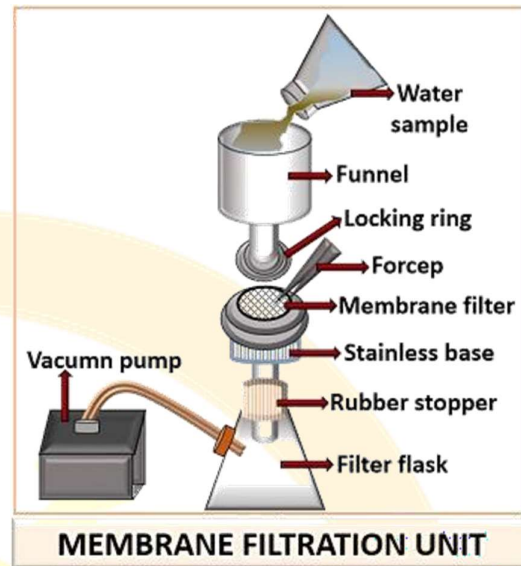 Water
sample
Funnel
Locking ring
Forcep
Membrane filter
Stainless base
Vacumn pump
Rubber stopper
Filter flask
MEMBRANE FILTRATION UNIT